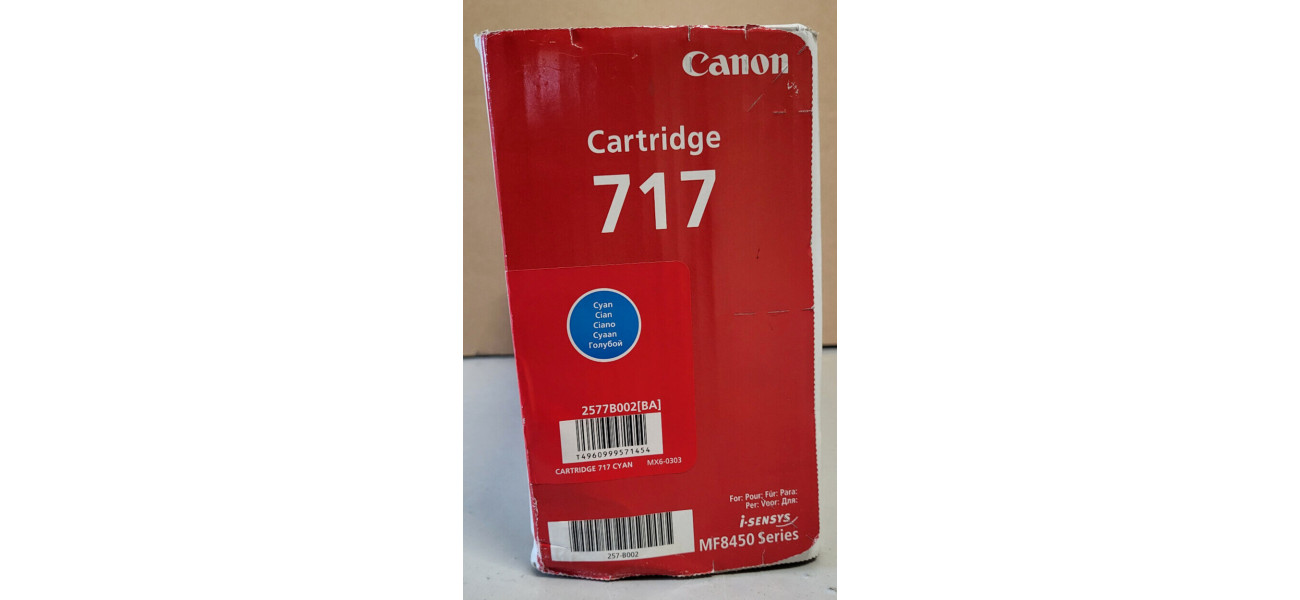 Canon
Cartridge
717
Cyan
Cian
Ciano
Cyaan
Голубой
2577B002[BA]
T4960999571454
CARTRIDGE 717 CYAN MX6-0303
For: Pour: Für: Para:
Per: Voor: Для:
i-SENSYS
MF8450 Series
257-B002